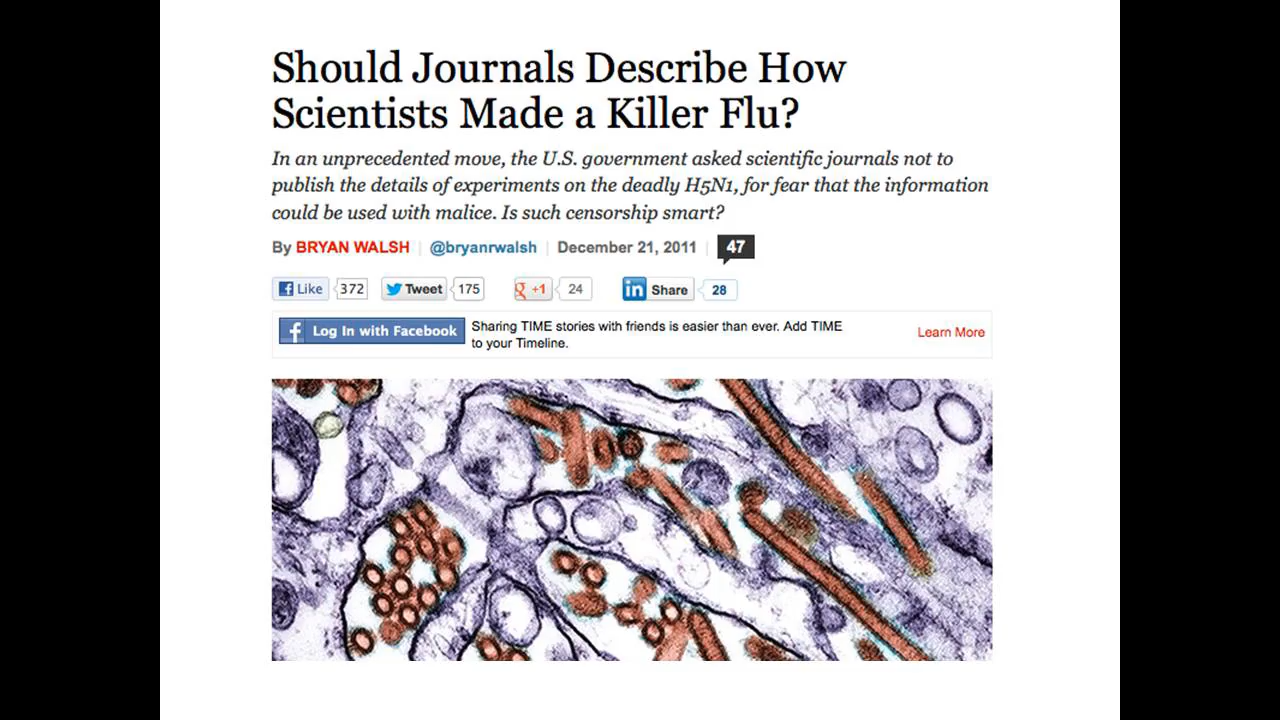 Should Journals Describe How
Scientists Made a Killer Flu?
In an unprecedented move, the U.S. government asked scientific journals not to
publish the details of experiments on the deadly H5N1, for fear that the information
could be used with malice. Is such censorship smart?
By BRYAN WALSH | @bryanrwalsh | December 21, 2011 | 47
Like 372 Tweet 175 +1 24 in Share 28
f Log In with Facebook Sharing TIME stories with friends is easier than ever. Add TIME Learn More
to your Timeline.